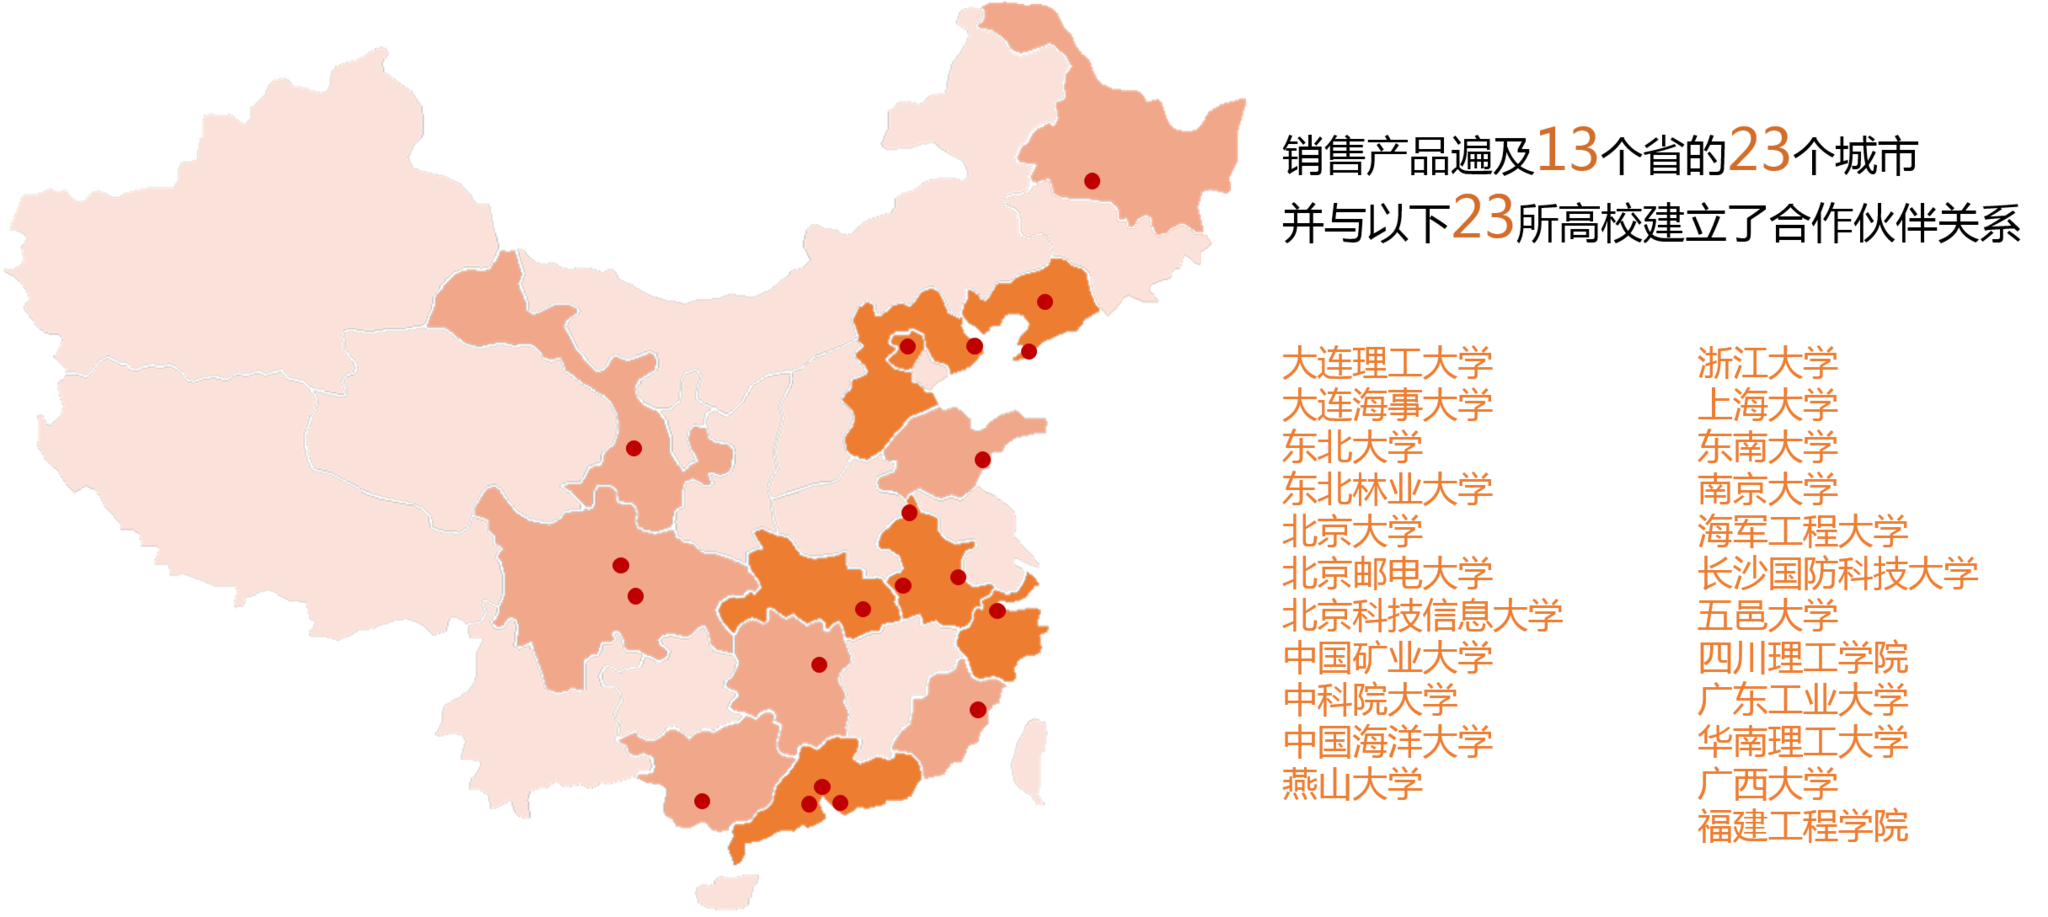 销售产品遍及13个省的23个城市
并与以下23所高校建立了合作伙伴关系
大连理工大学
大连海事大学
东北大学
东北林业大学
北京大学
北京邮电大学
北京科技信息大学
中国矿业大学
中科院大学
中国海洋大学
燕山大学
浙江大学
上海大学
东南大学
南京大学
海军工程大学
长沙国防科技大学
五邑大学
四川理工学院
广东工业大学
华南理工大学
广西大学
福建工程学院